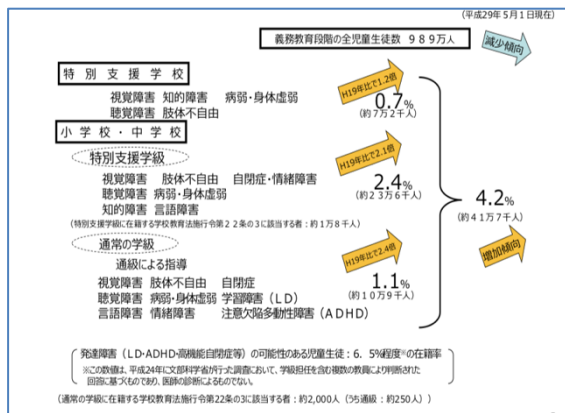 (平成29年５月１日現在)
義務教育段階の全児童生徒数　９８９万人
減少傾向
特別支援学校
H19年比で1.2倍
視覚障害　知的障害　病弱・身体虚弱
聴覚障害　肢体不自由
0.7%
（約７万２千人）
小学校・中学校
特別支援学級
H19年比で2.1倍
視覚障害　肢体不自由　自閉症・情緒障害
聴覚障害　病弱・身体虚弱
知的障害　言語障害
2.4%
（約２３万６千人）
（特別支援学級に在籍する学校教育法施行令第２２条の３に該当する者：約１万８千人）
4.2%
（約４１万７千人）
増加傾向
通常の学級
H19年比で2.4倍
通級による指導
視覚障害　肢体不自由　自閉症
聴覚障害　病弱・身体虚弱　学習障害（ＬＤ）
言語障害　情緒障害　注意欠陥多動性障害（ＡＤＨＤ）
1.1%
（約１０万９千人）
発達障害（ＬＤ・ＡＤＨＤ・高機能自閉症等）の可能性のある児童生徒：６．５％程度※の在籍率
※この数値は、平成24年に文部科学省が行った調査において、学級担任を含む複数の教員により判断された
回答に基づくものであり、医師の診断によるものでない。
（通常の学級に在籍する学校教育法施行令第22条の3に該当する者：約2,000人（うち通級：約250人））